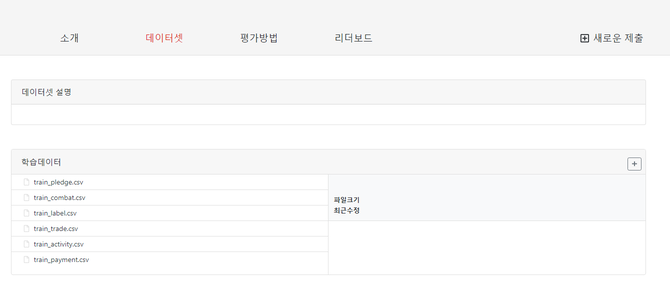 소개 데이터셋 평가방법 리더보드 새로운 제출
데이터셋 설명
학습데이터
train_pledge.csv
train_combat.csv
train_label.csv
train_trade.csv
train_activity.csv
train_payment.csv
파일크기
최근수정